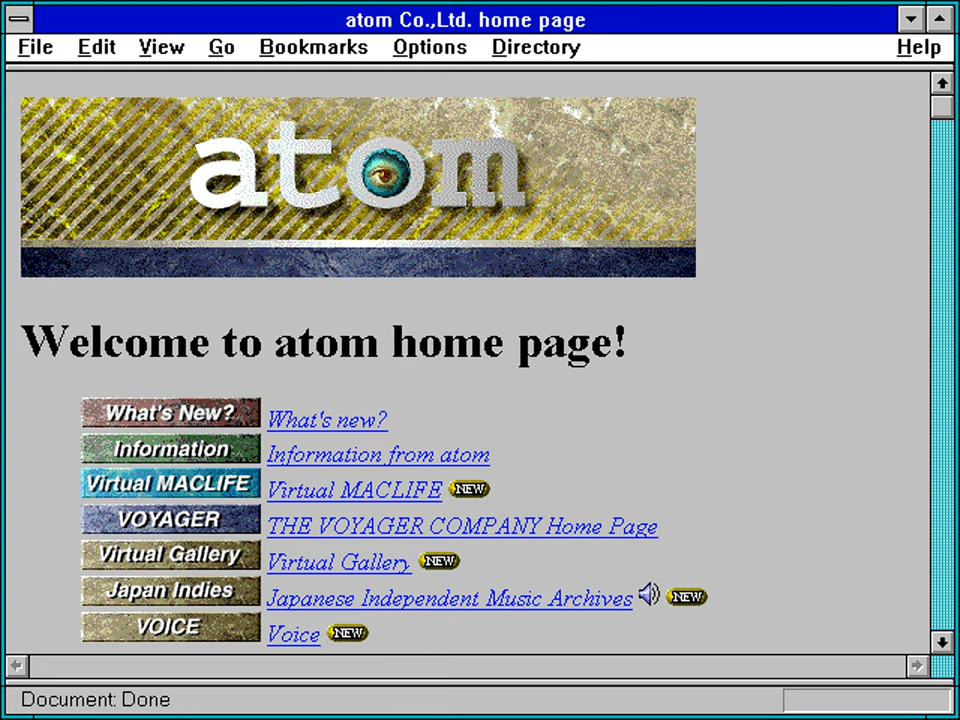 atom Co.,Ltd. home page
File Edit View Go Bookmarks Options Directory Help
atom
Welcome to atom home page!
What's New? What's new?
Information Information from atom
Virtual MACLIFE Virtual MACLIFE NEW
VOYAGER THE VOYAGER COMPANY Home Page
Virtual Gallery Virtual Gallery NEW
Japan Indies Japanese Independent Music Archives NEW
VOICE Voice NEW
Document: Done